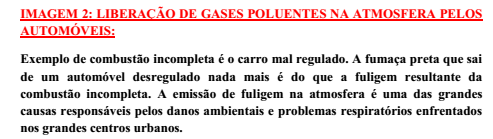 IMAGEM 2: LIBERAÇÃO DE GASES POLUENTES NA ATMOSFERA PELOS
AUTOMÓVEIS:
Exemplo de combustão incompleta é o carro mal regulado. A fumaça preta que sai
de um automóvel desregulado nada mais é do que a fuligem resultante da
combustão incompleta. A emissão de fuligem na atmosfera é uma das grandes
causas responsáveis pelos danos ambientais e problemas respiratórios enfrentados
nos grandes centros urbanos.